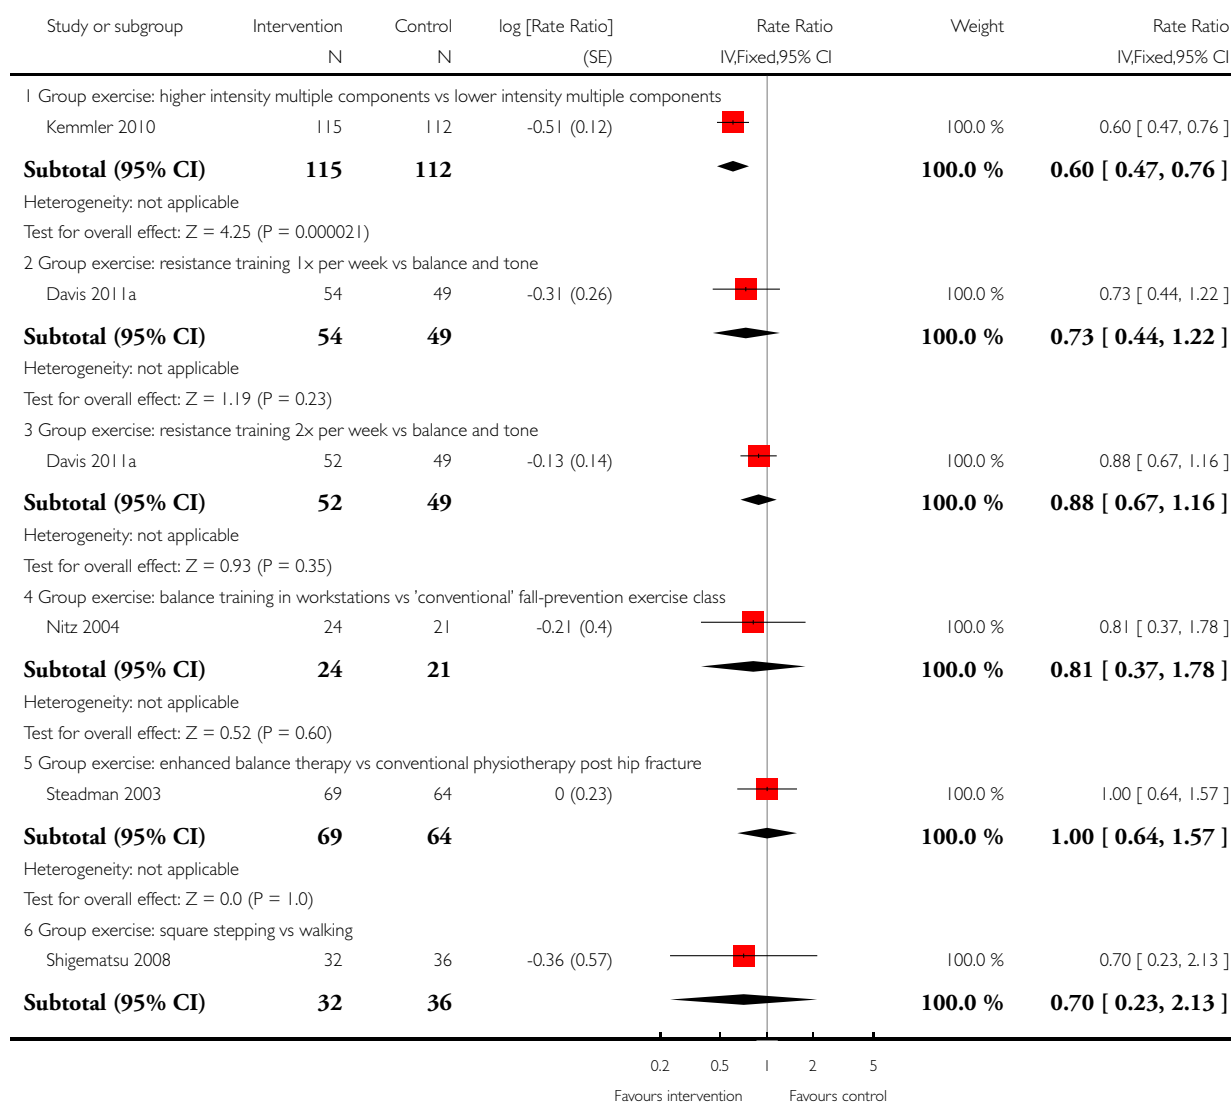 Study or subgroup Intervention Control log [Rate Ratio] Rate Ratio Weight Rate Ratio
N N (SE) IV,Fixed,95% CI IV,Fixed,95% CI
1 Group exercise: higher intensity multiple components vs lower intensity multiple components
Kemmler 2010 115 112 -0.51 (0.12) 100.0 % 0.60 [ 0.47, 0.76 ]
Subtotal (95% CI) 115 112 100.0 % 0.60 [ 0.47, 0.76 ]
Heterogeneity: not applicable
Test for overall effect: Z = 4.25 (P = 0.000021)
2 Group exercise: resistance training 1x per week vs balance and tone
Davis 2011a 54 49 -0.31 (0.26) 100.0 % 0.73 [ 0.44, 1.22 ]
Subtotal (95% CI) 54 49 100.0 % 0.73 [ 0.44, 1.22 ]
Heterogeneity: not applicable
Test for overall effect: Z = 1.19 (P = 0.23)
3 Group exercise: resistance training 2x per week vs balance and tone
Davis 2011a 52 49 -0.13 (0.14) 100.0 % 0.88 [ 0.67, 1.16 ]
Subtotal (95% CI) 52 49 100.0 % 0.88 [ 0.67, 1.16 ]
Heterogeneity: not applicable
Test for overall effect: Z = 0.93 (P = 0.35)
4 Group exercise: balance training in workstations vs 'conventional' fall-prevention exercise class
Nitz 2004 24 21 -0.21 (0.4) 100.0 % 0.81 [ 0.37, 1.78 ]
Subtotal (95% CI) 24 21 100.0 % 0.81 [ 0.37, 1.78 ]
Heterogeneity: not applicable
Test for overall effect: Z = 0.52 (P = 0.60)
5 Group exercise: enhanced balance therapy vs conventional physiotherapy post hip fracture
Steadman 2003 69 64 0 (0.23) 100.0 % 1.00 [ 0.64, 1.57 ]
Subtotal (95% CI) 69 64 100.0 % 1.00 [ 0.64, 1.57 ]
Heterogeneity: not applicable
Test for overall effect: Z = 0.0 (P = 1.0)
6 Group exercise: square stepping vs walking
Shigematsu 2008 32 36 -0.36 (0.57) 100.0 % 0.70 [ 0.23, 2.13 ]
Subtotal (95% CI) 32 36 100.0 % 0.70 [ 0.23, 2.13 ]
0.2 0.5 1 2 5
Favours intervention Favours control